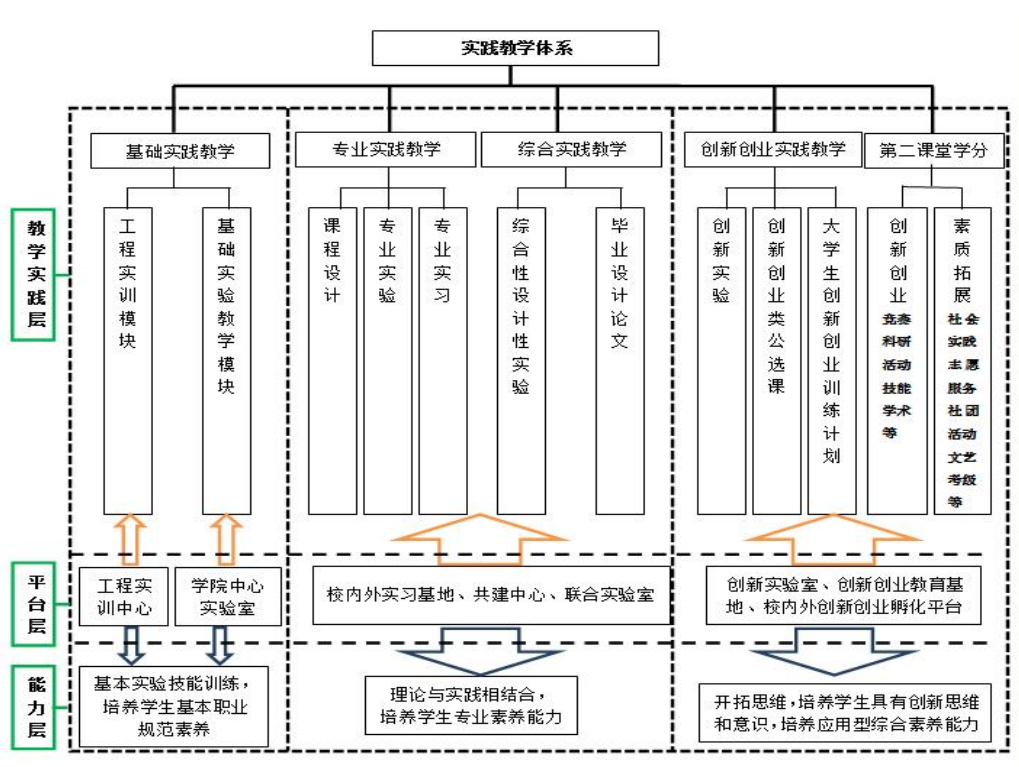 实践教学体系
基础实践教学
专业实践教学
综合实践教学
创新创业实践教学
第二课堂学分
教学实践层
工程实训模块
基础实验教学模块
课程设计
专业实验
专业实习
综合性设计性实验
毕业设计论文
创新实验
创新创业类公选课
大学生创新创业训练计划
创新创业
竞赛
科研
活动
技能
学术
等
素质拓展
社会
实践
主愿
服务
社团
活动
文艺
考级
等
平台层
工程实
训中心
学院中心
实验室
校内外实习基地、共建中心、联合实验室
创新实验室、创新创业教育基
地、校内外创新创业孵化平台
能力层
基本实验技能训练，
培养学生基本职业
规范素养
理论与实践相结合，
培养学生专业素养能力
开拓思维，培养学生具有创新思维
和意识，培养应用型综合素养能力